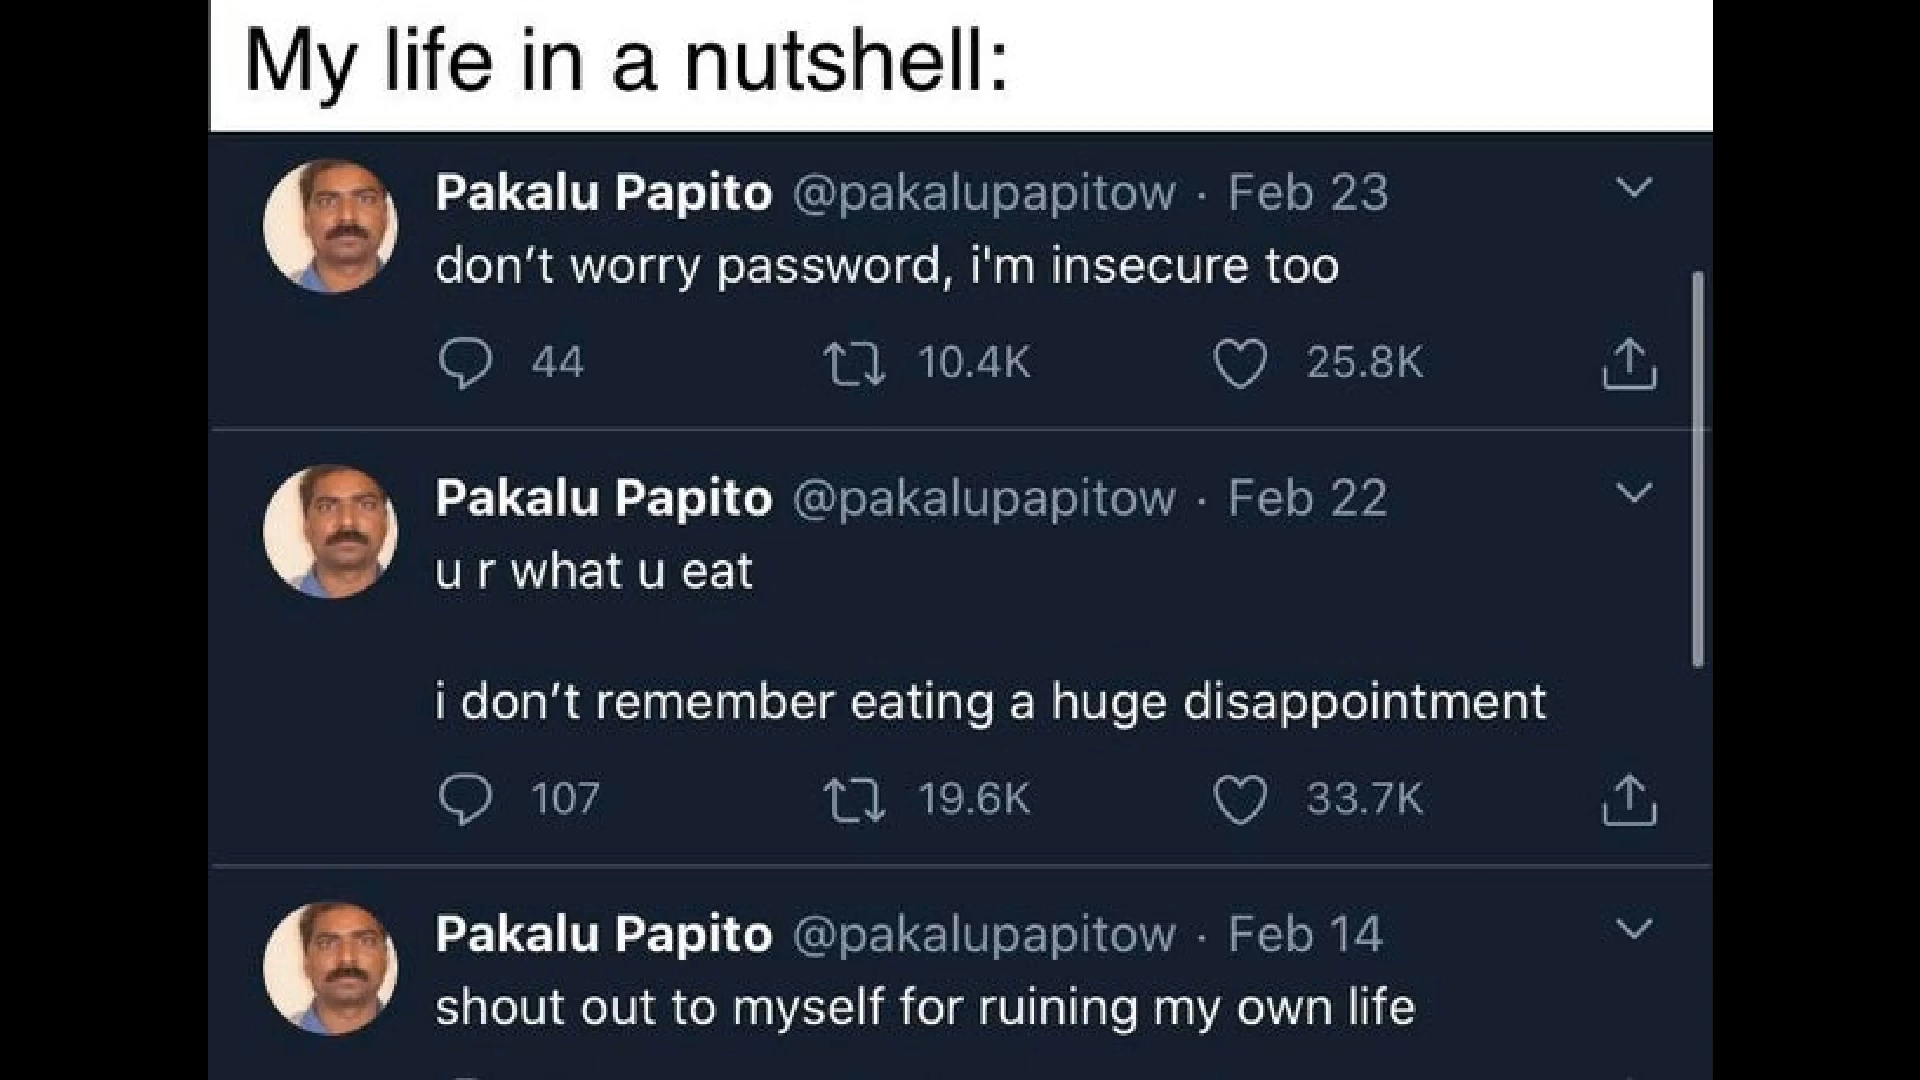 My life in a nutshell:
Pakalu Papito @pakalupapitow · Feb 23
don’t worry password, i'm insecure too
44 10.4K 25.8K
Pakalu Papito @pakalupapitow · Feb 22
u r what u eat
i don’t remember eating a huge disappointment
107 19.6K 33.7K
Pakalu Papito @pakalupapitow · Feb 14
shout out to myself for ruining my own life